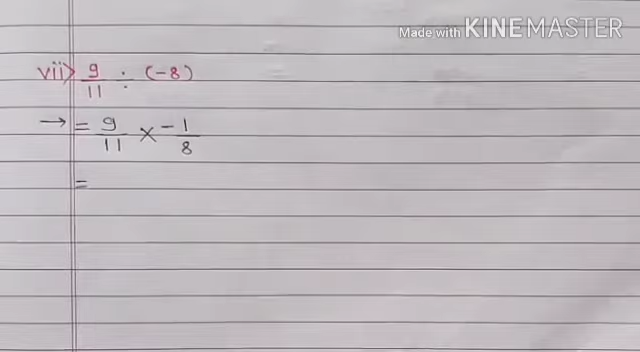 Made with KINEMASTER
vii> 9/11 ÷ (-8)
→ = 9/11 × -1/8
=